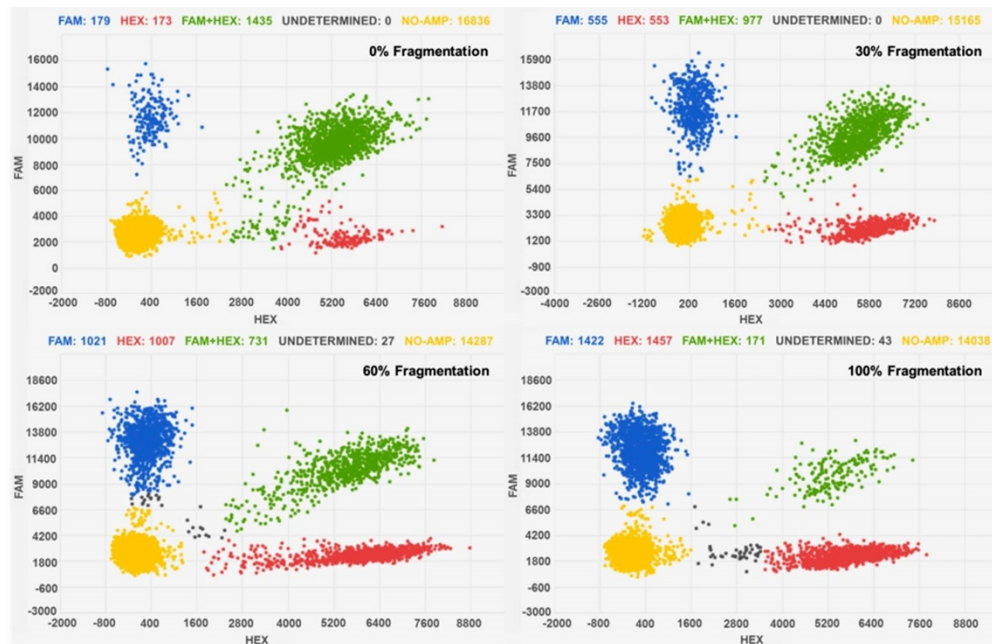 FAM: 179 HEX: 173 FAM+HEX: 1435 UNDETERMINED: 0 NO-AMP: 16836
0% Fragmentation
16000
14000
12000
10000
8000
6000
4000
2000
0
-2000
FAM
-2000 -800 400 1600 2800 4000 5200 6400 7600 8800
HEX
FAM: 555 HEX: 553 FAM+HEX: 977 UNDETERMINED: 0 NO-AMP: 15165
30% Fragmentation
15900
13800
11700
9600
7500
5400
3300
1200
-900
-3000
FAM
-4000 -2600 -1200 200 1600 3000 4400 5800 7200 8600
HEX
FAM: 1021 HEX: 1007 FAM+HEX: 731 UNDETERMINED: 27 NO-AMP: 14287
60% Fragmentation
18600
16200
13800
11400
9000
6600
4200
1800
-600
-3000
FAM
-2000 -800 400 1600 2800 4000 5200 6400 7600 8800
HEX
FAM: 1422 HEX: 1457 FAM+HEX: 171 UNDETERMINED: 43 NO-AMP: 14038
100% Fragmentation
18600
16200
13800
11400
9000
6600
4200
1800
-600
-3000
FAM
-2000 -800 400 1600 2800 4000 5200 6400 7600 8800
HEX